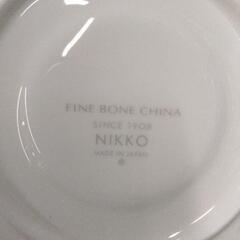 FINE BONE CHINA
SINCE 1908
NIKKO
MADE IN JAPAN